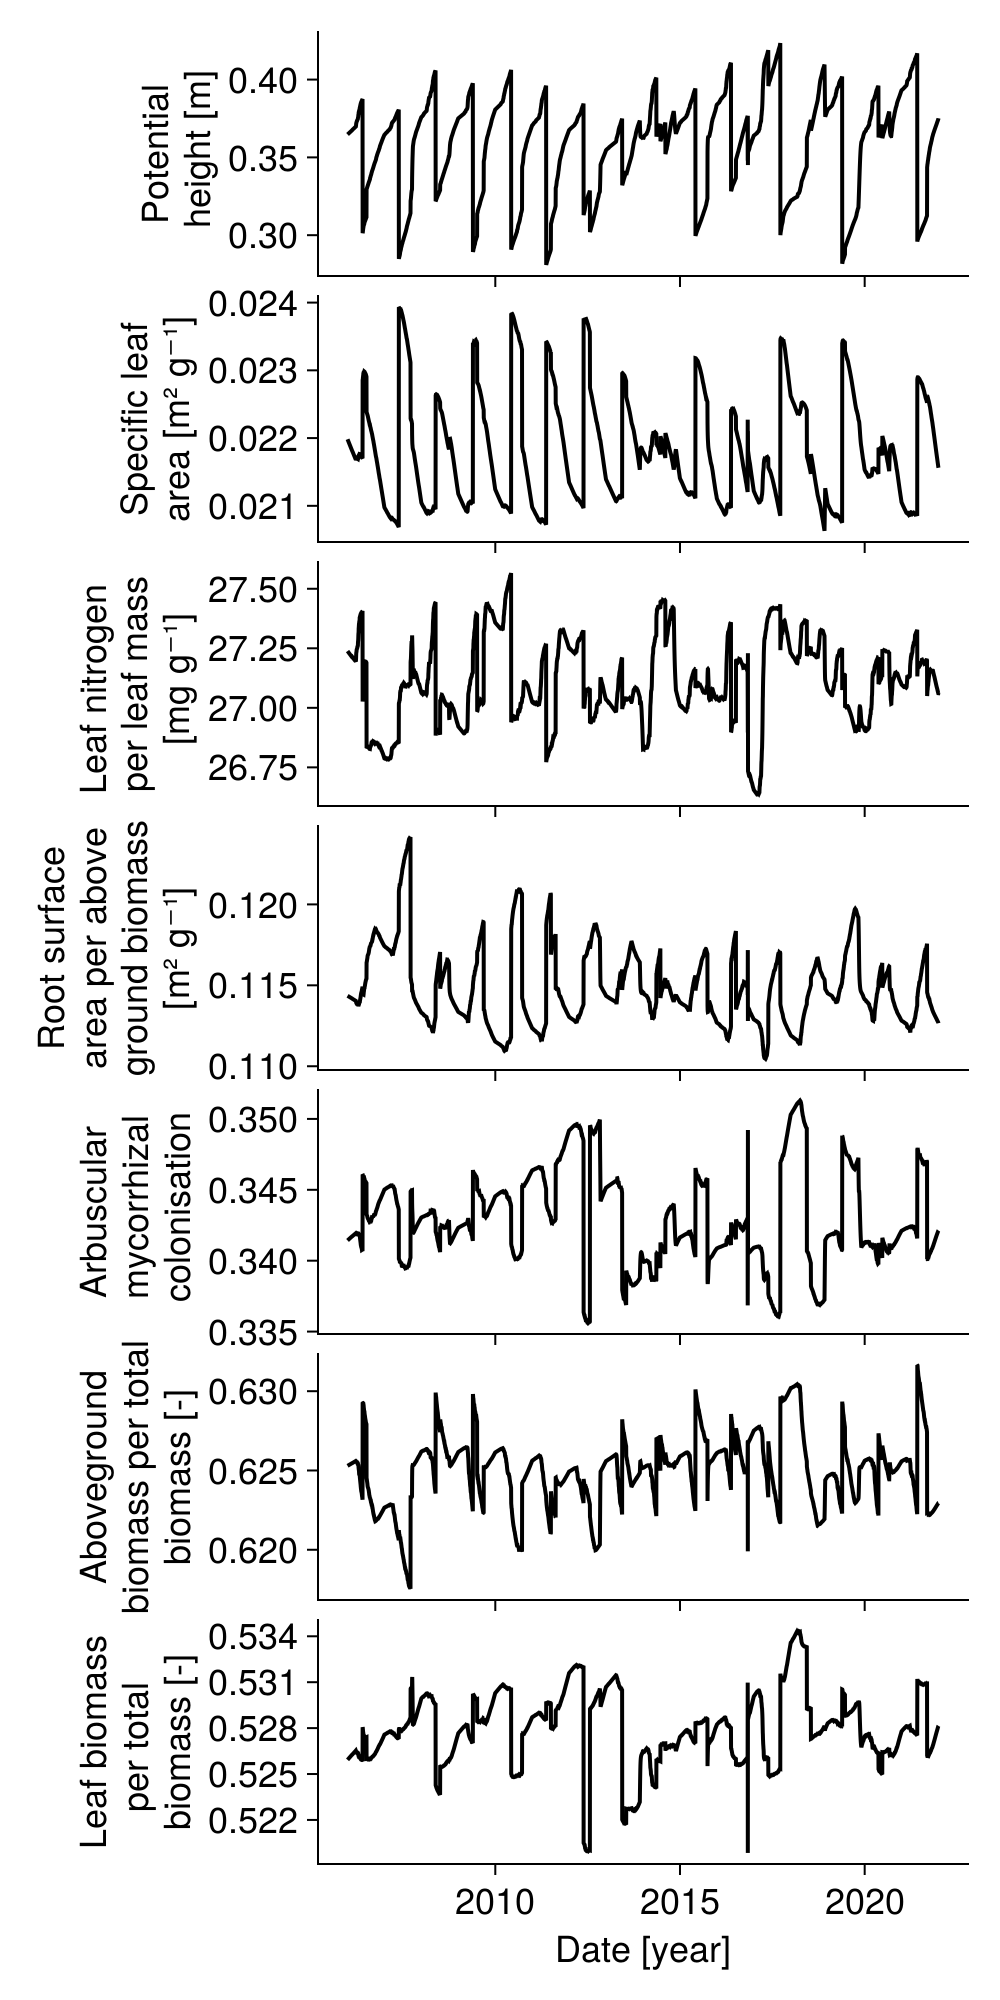 Potential
height [m]
0.40
0.35
0.30
Specific leaf
area [m² g⁻¹]
0.024
0.023
0.022
0.021
Leaf nitrogen
per leaf mass
[mg g⁻¹]
27.50
27.25
27.00
26.75
Root surface
area per above
ground biomass
[m² g⁻¹]
0.120
0.115
0.110
Arbuscular
mycorrhizal
colonisation
0.350
0.345
0.340
0.335
Aboveground
biomass per total
biomass [-]
0.630
0.625
0.620
Leaf biomass
per total
biomass [-]
0.534
0.531
0.528
0.525
0.522
2010 2015 2020
Date [year]